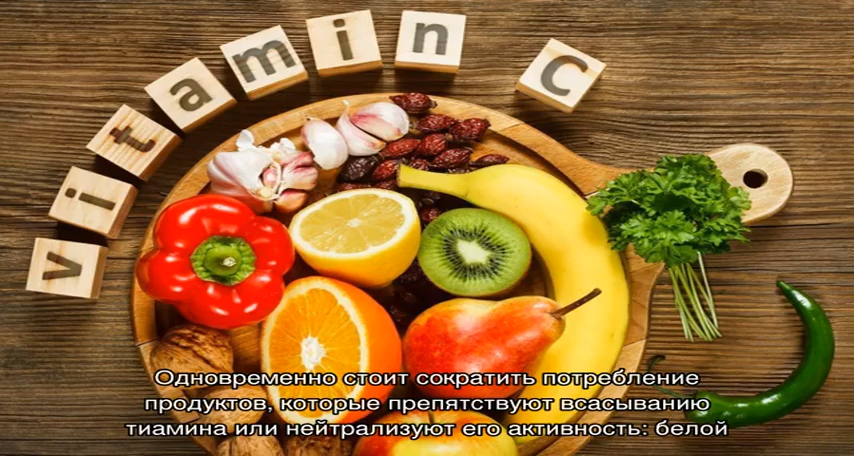 vitamin C
Одновременно стоит сократить потребление
продуктов, которые препятствуют всасыванию
тиамина или нейтрализуют его активность: белой